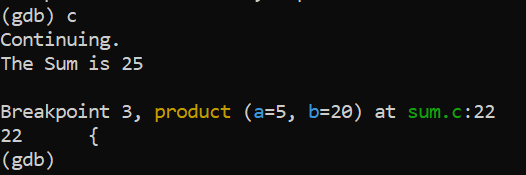 (gdb) c
Continuing.
The Sum is 25
Breakpoint 3, product (a=5, b=20) at sum.c:22
22      {
(gdb)